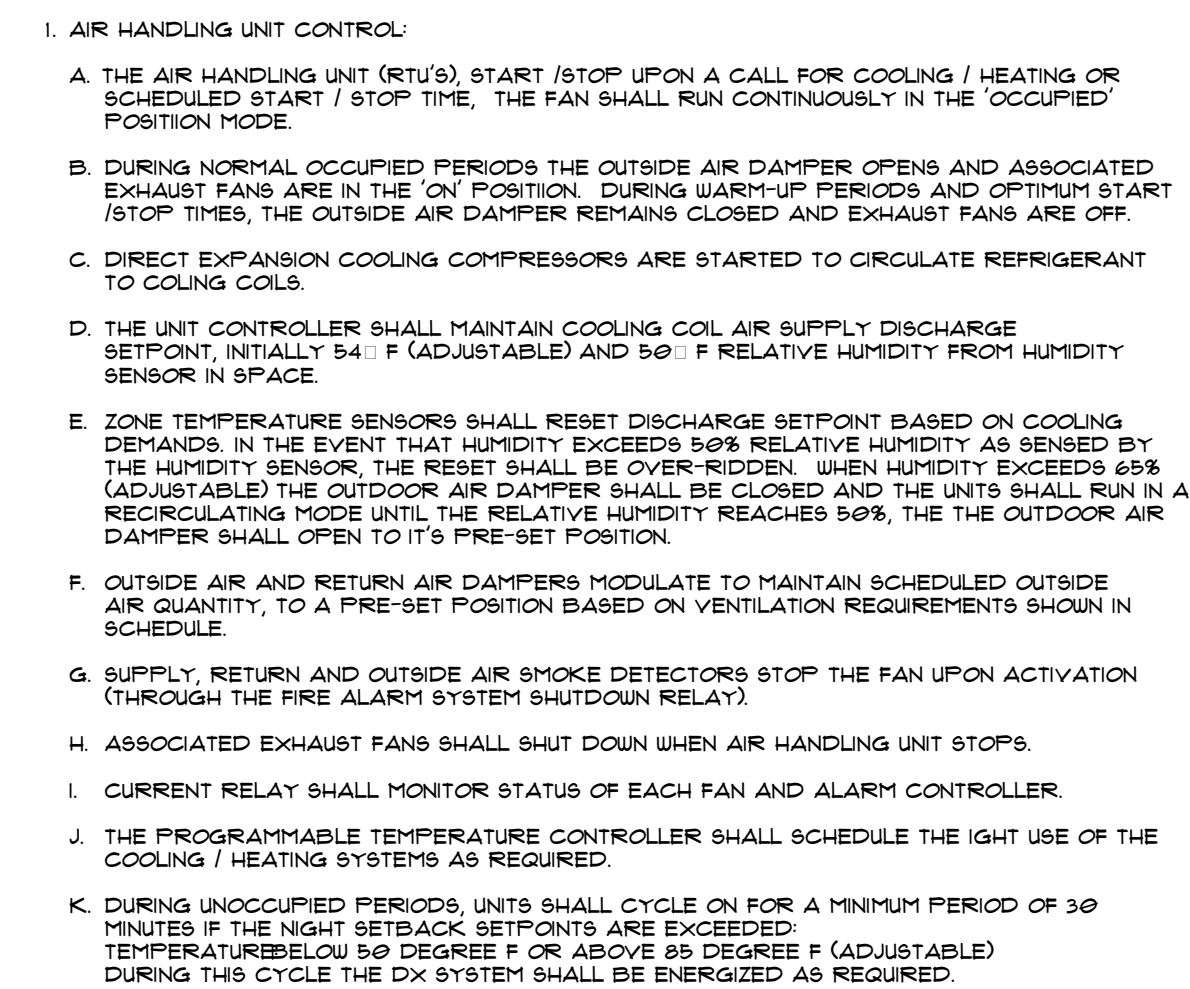 1. AIR HANDLING UNIT CONTROL:
A. THE AIR HANDLING UNIT (RTU'S), START /STOP UPON A CALL FOR COOLING / HEATING OR
SCHEDULED START / STOP TIME, THE FAN SHALL RUN CONTINUOUSLY IN THE 'OCCUPIED'
POSITIION MODE.
B. DURING NORMAL OCCUPIED PERIODS THE OUTSIDE AIR DAMPER OPENS AND ASSOCIATED
EXHAUST FANS ARE IN THE 'ON' POSITIION. DURING WARM-UP PERIODS AND OPTIMUM START
/STOP TIMES, THE OUTSIDE AIR DAMPER REMAINS CLOSED AND EXHAUST FANS ARE OFF.
C. DIRECT EXPANSION COOLING COMPRESSORS ARE STARTED TO CIRCULATE REFRIGERANT
TO COLING COILS.
D. THE UNIT CONTROLLER SHALL MAINTAIN COOLING COIL AIR SUPPLY DISCHARGE
SETPOINT, INITIALLY 54□ F (ADJUSTABLE) AND 50□ F RELATIVE HUMIDITY FROM HUMIDITY
SENSOR IN SPACE.
E. ZONE TEMPERATURE SENSORS SHALL RESET DISCHARGE SETPOINT BASED ON COOLING
DEMANDS. IN THE EVENT THAT HUMIDITY EXCEEDS 50% RELATIVE HUMIDITY AS SENSED BY
THE HUMIDITY SENSOR, THE RESET SHALL BE OVER-RIDDEN. WHEN HUMIDITY EXCEEDS 65%
(ADJUSTABLE) THE OUTDOOR AIR DAMPER SHALL BE CLOSED AND THE UNITS SHALL RUN IN A
RECIRCULATING MODE UNTIL THE RELATIVE HUMIDITY REACHES 50%, THE THE OUTDOOR AIR
DAMPER SHALL OPEN TO IT'S PRE-SET POSITION.
F. OUTSIDE AIR AND RETURN AIR DAMPERS MODULATE TO MAINTAIN SCHEDULED OUTSIDE
AIR QUANTITY, TO A PRE-SET POSITION BASED ON VENTILATION REQUIREMENTS SHOWN IN
SCHEDULE.
G. SUPPLY, RETURN AND OUTSIDE AIR SMOKE DETECTORS STOP THE FAN UPON ACTIVATION
(THROUGH THE FIRE ALARM SYSTEM SHUTDOWN RELAY).
H. ASSOCIATED EXHAUST FANS SHALL SHUT DOWN WHEN AIR HANDLING UNIT STOPS.
I. CURRENT RELAY SHALL MONITOR STATUS OF EACH FAN AND ALARM CONTROLLER.
J. THE PROGRAMMABLE TEMPERATURE CONTROLLER SHALL SCHEDULE THE IGHT USE OF THE
COOLING / HEATING SYSTEMS AS REQUIRED.
K. DURING UNOCCUPIED PERIODS, UNITS SHALL CYCLE ON FOR A MINIMUM PERIOD OF 30
MINUTES IF THE NIGHT SETBACK SETPOINTS ARE EXCEEDED:
TEMPERATURE BELOW 50 DEGREE F OR ABOVE 85 DEGREE F (ADJUSTABLE)
DURING THIS CYCLE THE DX SYSTEM SHALL BE ENERGIZED AS REQUIRED.